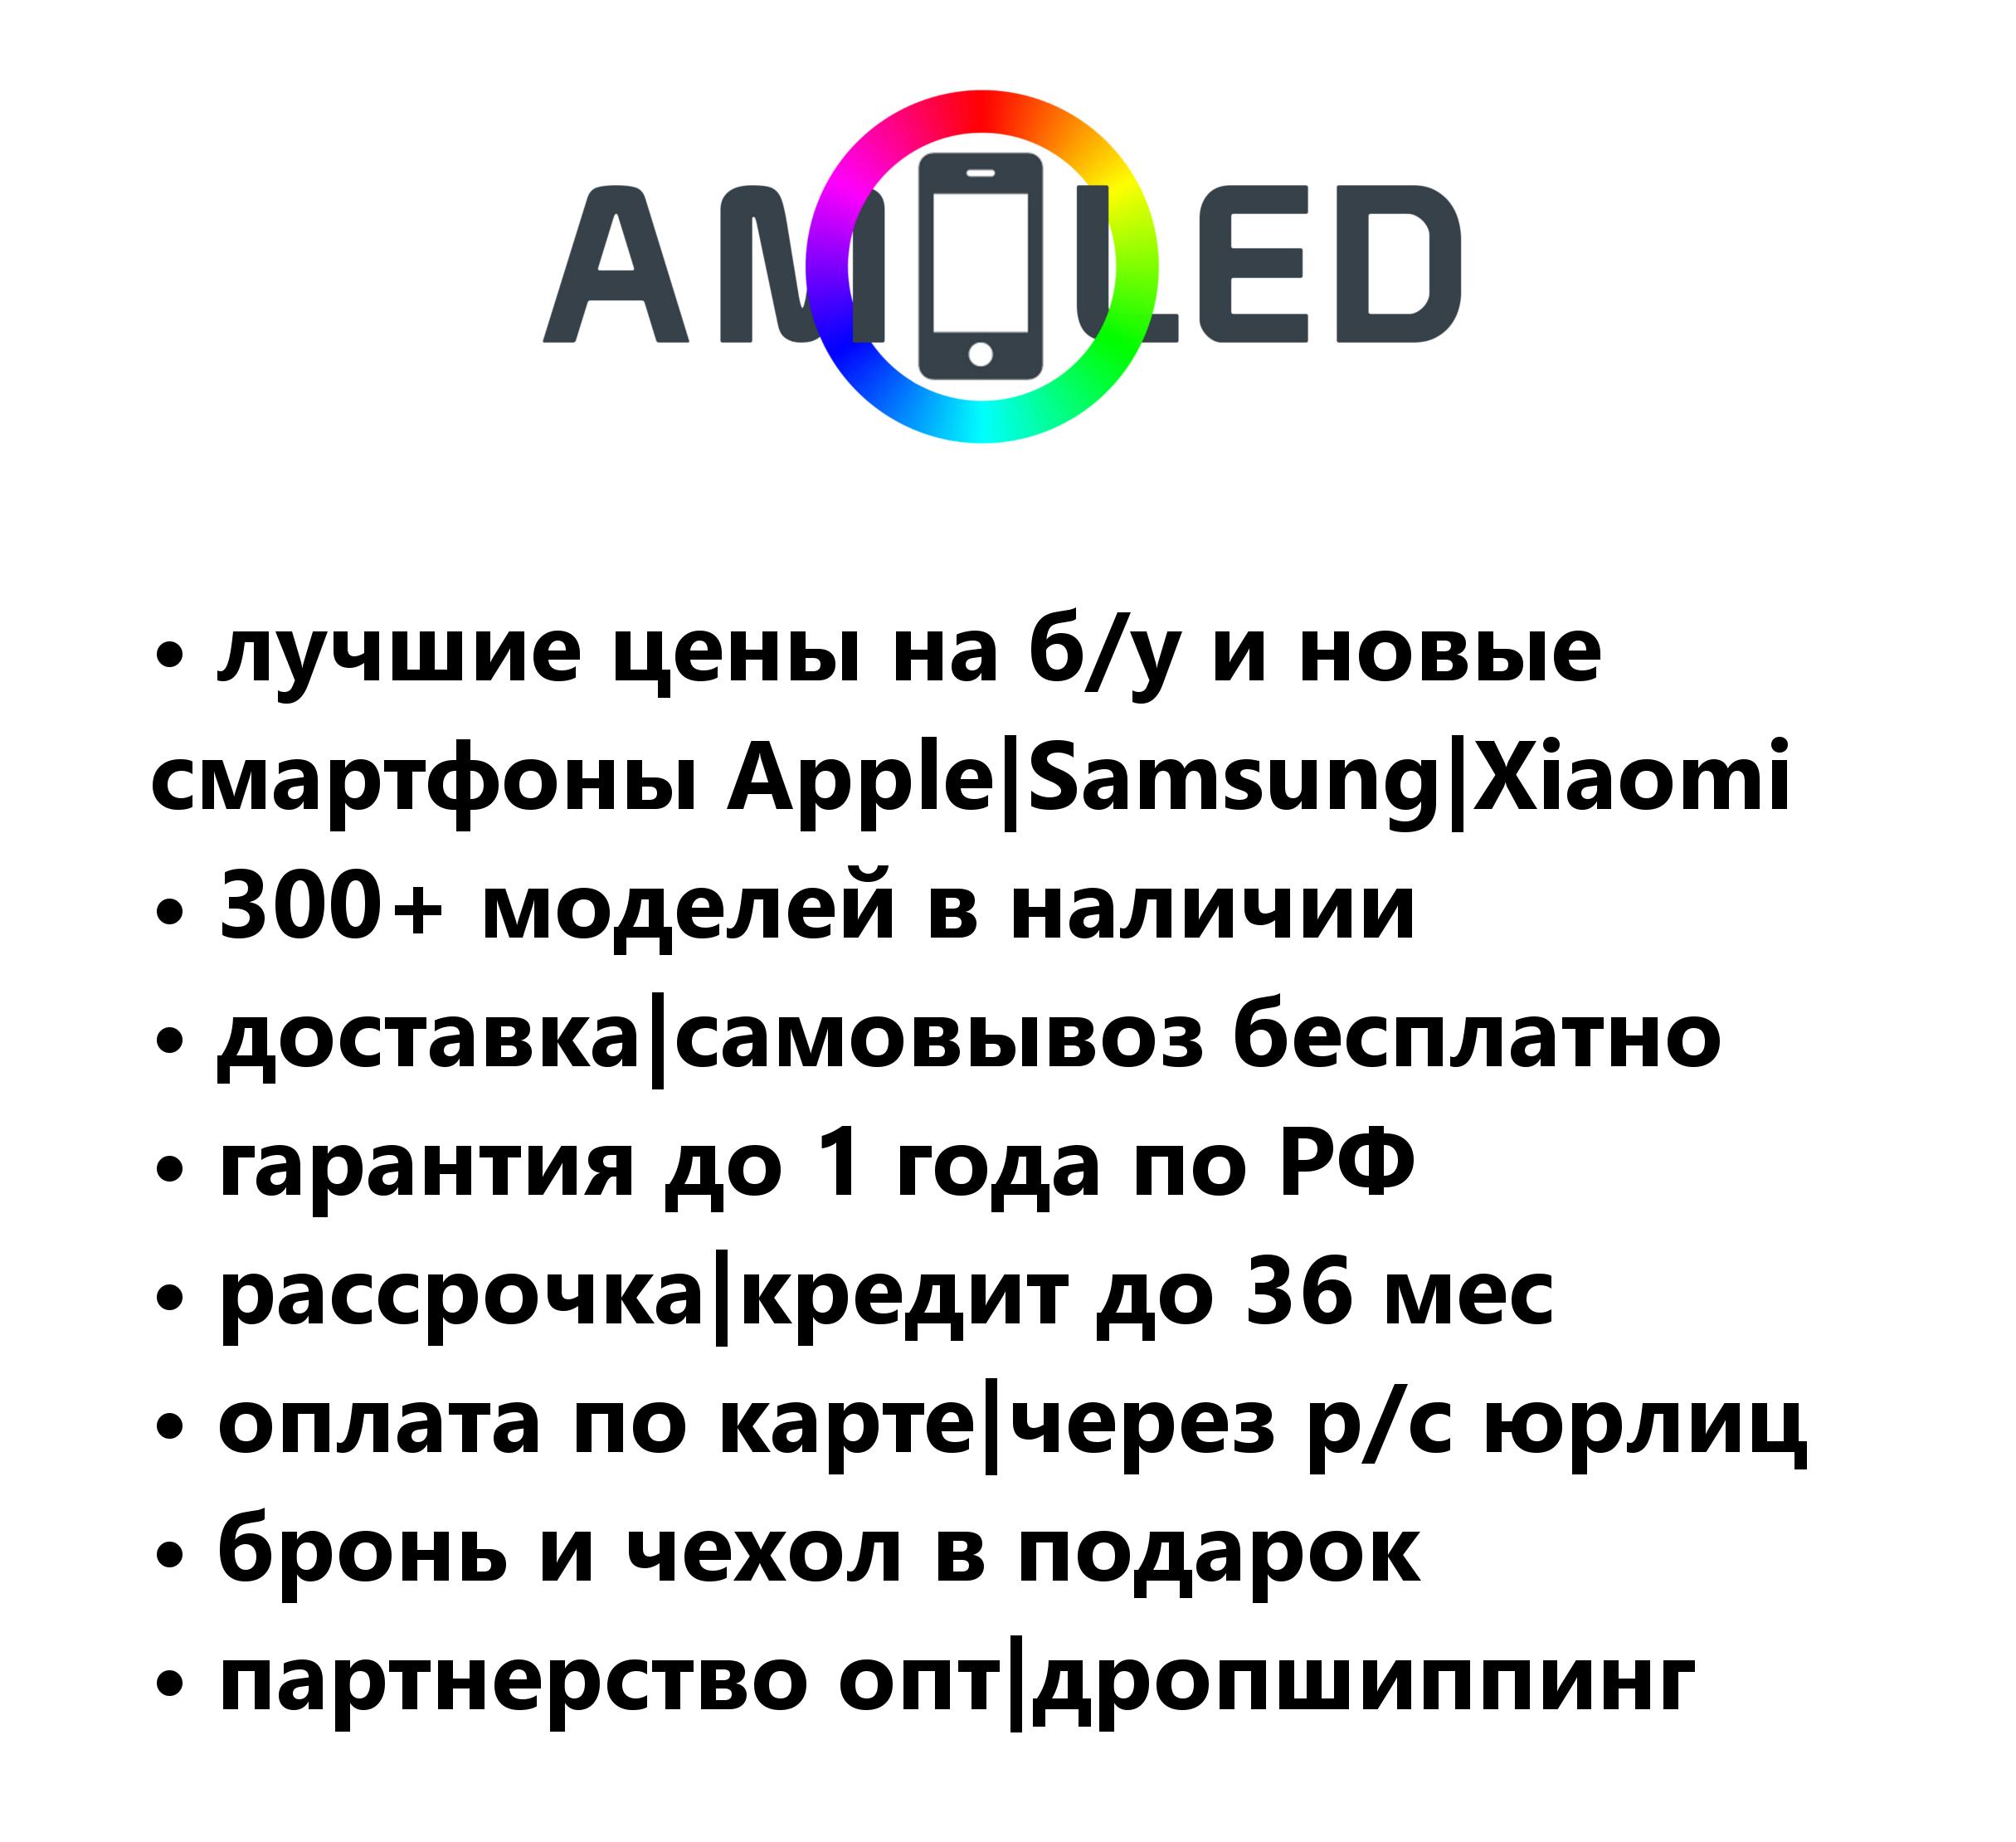 AMOLED
• лучшие цены на б/у и новые
смартфоны Apple|Samsung|Xiaomi
• 300+ моделей в наличии
• доставка|самовывоз бесплатно
• гарантия до 1 года по РФ
• рассрочка|кредит до 36 мес
• оплата по карте|через р/с юрлиц
• бронь и чехол в подарок
• партнерство опт|дропшиппинг